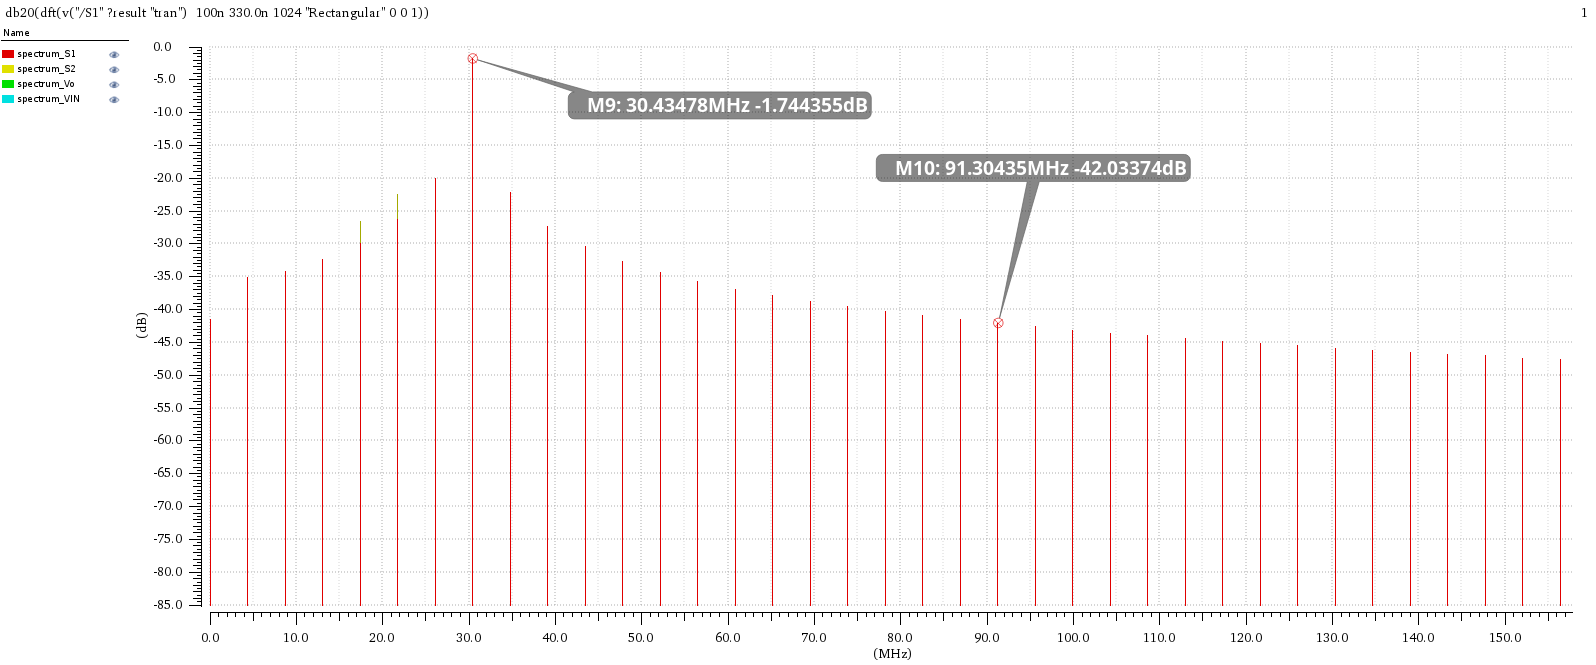 db20(dft(v("/S1" ?result "tran") 100n 330.0n 1024 "Rectangular" 0 0 1))
1
Name
spectrum_S1
spectrum_S2
spectrum_Vo
spectrum_VIN
0.0
-5.0
-10.0
-15.0
-20.0
-25.0
-30.0
-35.0
-40.0
-45.0
-50.0
-55.0
-60.0
-65.0
-70.0
-75.0
-80.0
-85.0
(dB)
M9: 30.43478MHz -1.744355dB
M10: 91.30435MHz -42.03374dB
0.0 10.0 20.0 30.0 40.0 50.0 60.0 70.0 80.0 90.0 100.0 110.0 120.0 130.0 140.0 150.0
(MHz)